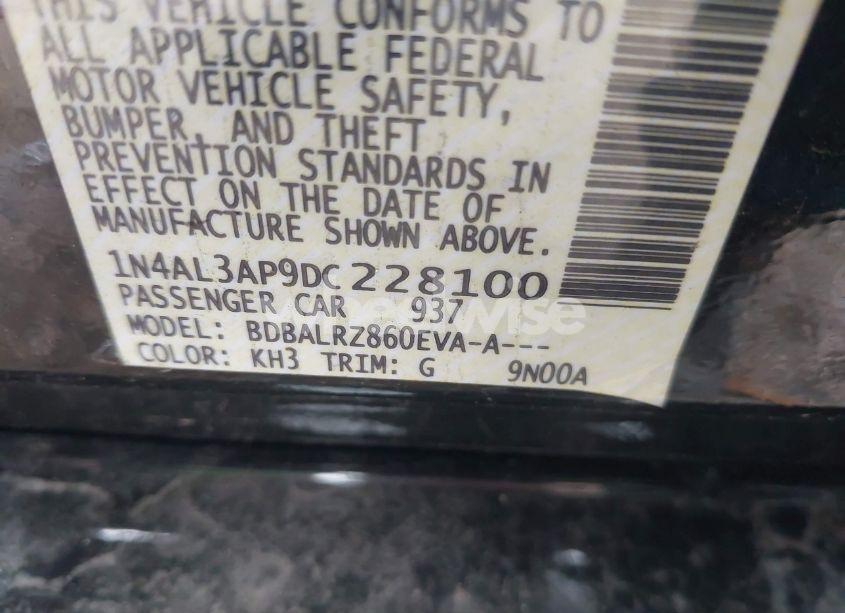 THIS VEHICLE CONFORMS TO
ALL APPLICABLE FEDERAL
MOTOR VEHICLE SAFETY,
BUMPER, AND THEFT
PREVENTION STANDARDS IN
EFFECT ON THE DATE OF
MANUFACTURE SHOWN ABOVE.
1N4AL3AP9DC228100
PASSENGER CAR 937
MODEL: BDBALRZ860EVA-A---
COLOR: KH3 TRIM: G 9N00A